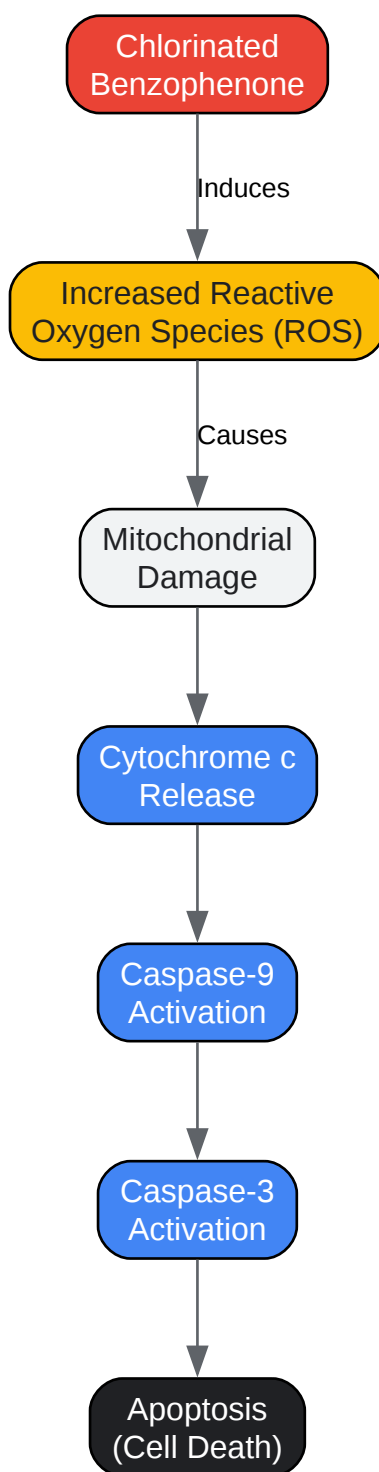 Chlorinated
Benzophenone
Induces
Increased Reactive
Oxygen Species (ROS)
Causes
Mitochondrial
Damage
Cytochrome c
Release
Caspase-9
Activation
Caspase-3
Activation
Apoptosis
(Cell Death)